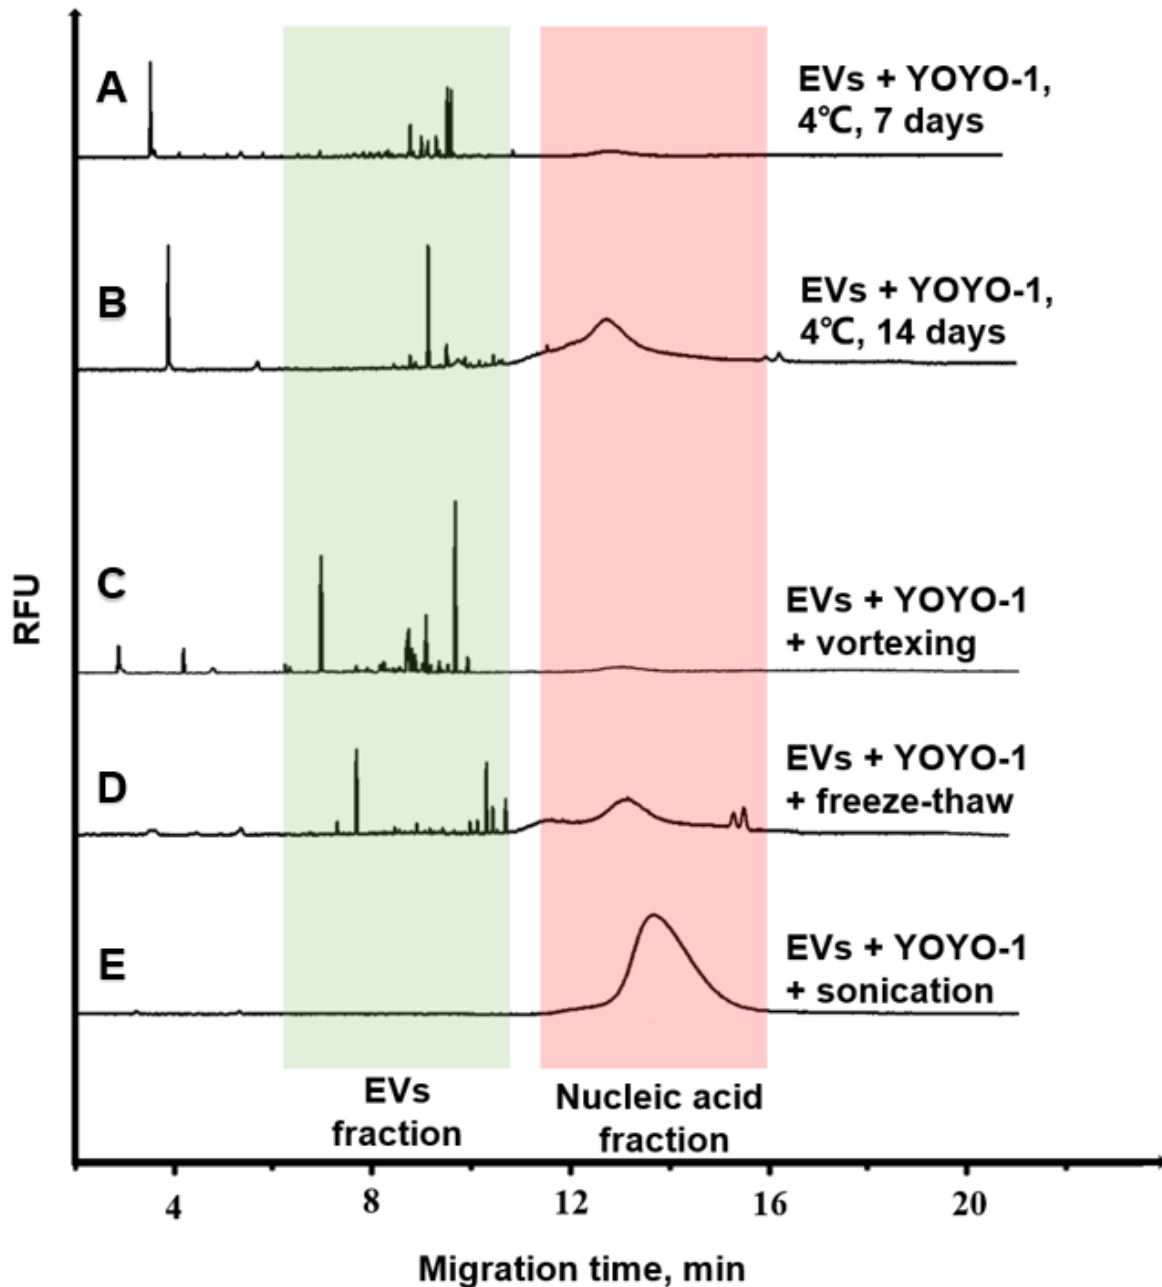 A
EVs + YOYO-1,
4℃, 7 days
B
EVs + YOYO-1,
4℃, 14 days
C
EVs + YOYO-1
+ vortexing
D
EVs + YOYO-1
+ freeze-thaw
E
EVs + YOYO-1
+ sonication
RFU
EVs
fraction
Nucleic acid
fraction
4
8
12
16
20
Migration time, min